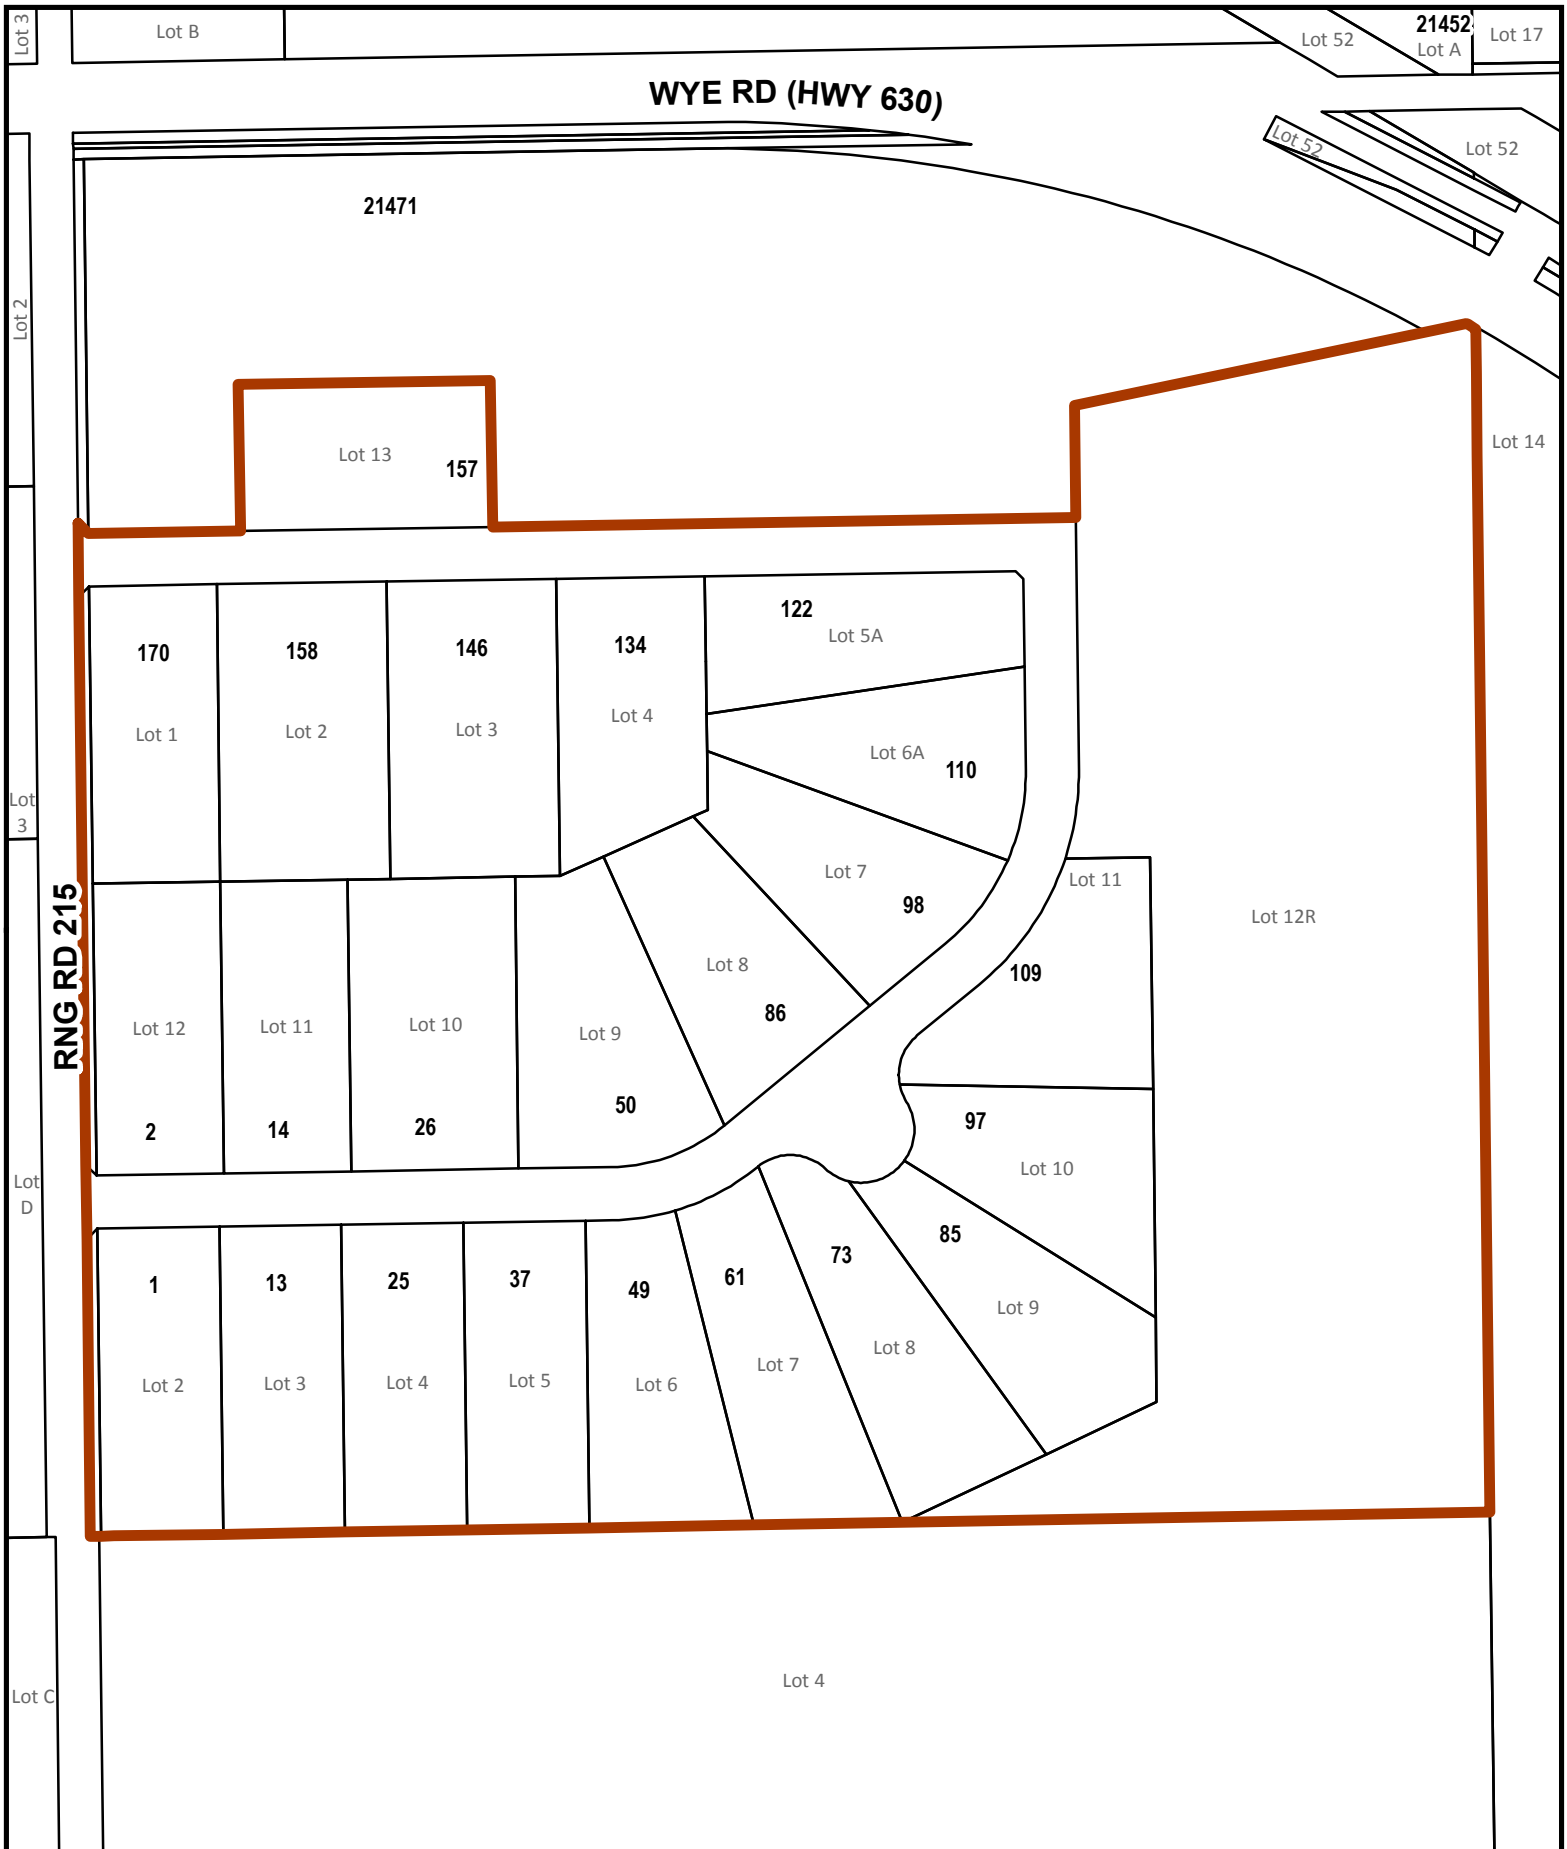 Lot 3
Lot B
Lot 52
21452
Lot A
Lot 17
WYE RD (HWY 630)
Lot 52
Lot 52
21471
Lot 2
Lot 13
157
Lot 14
170
158
146
134
122
Lot 5A
Lot 1
Lot 2
Lot 3
Lot 4
Lot 6A
110
Lot
3
Lot 7
98
Lot 11
Lot 12R
RNG RD 215
Lot 8
86
109
Lot 12
Lot 11
Lot 10
Lot 9
2
14
26
50
97
Lot 10
Lot
D
1
13
25
37
49
61
73
85
Lot 2
Lot 3
Lot 4
Lot 5
Lot 6
Lot 7
Lot 8
Lot 9
Lot C
Lot 4